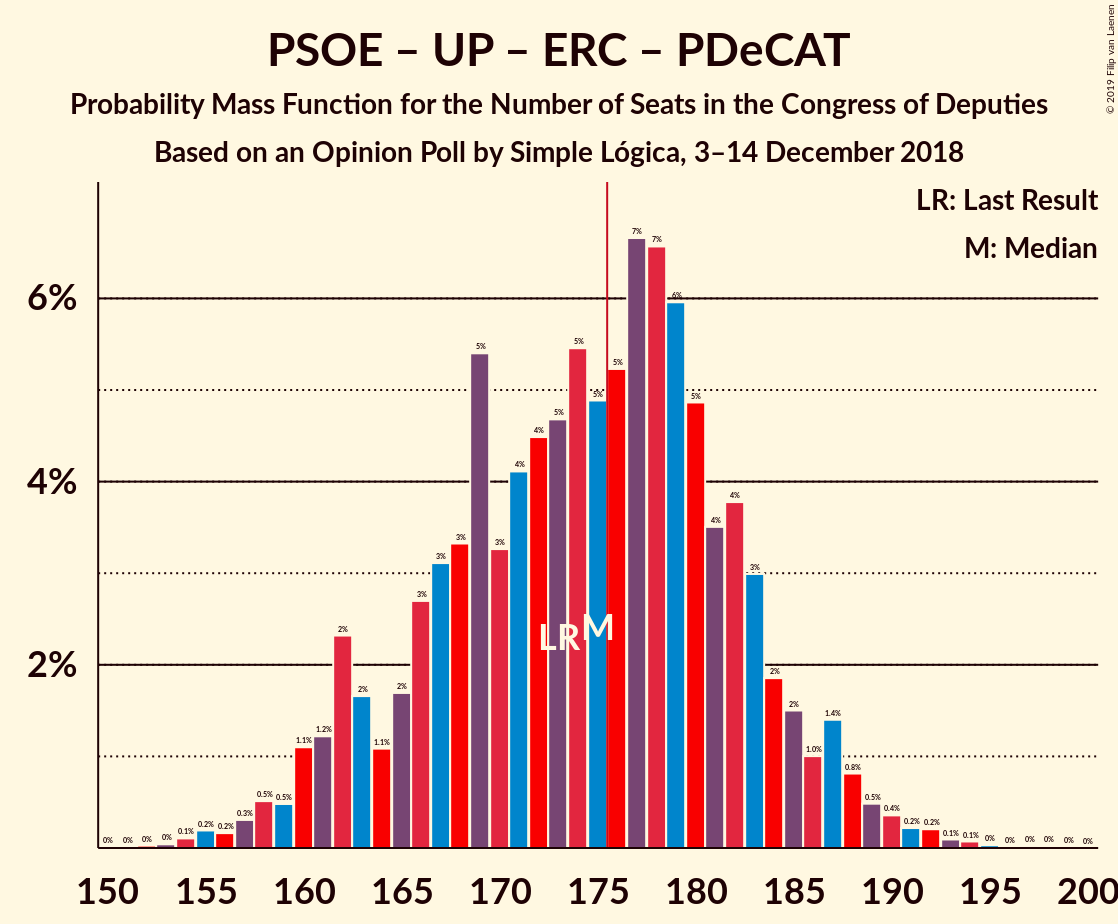 PSOE – UP – ERC – PDeCAT
Probability Mass Function for the Number of Seats in the Congress of Deputies
Based on an Opinion Poll by Simple Lógica, 3–14 December 2018
© 2019 Filip van Laenen
LR: Last Result
M: Median
6%
4%
2%
0% 0% 0% 0% 0.1% 0.2% 0.2% 0.3% 0.5% 0.5% 1.1% 1.2% 2% 2% 1.1% 2% 3% 3% 3% 5% 3% 4% 4% 5% 5% 5% 5% 7% 7% 6% 5% 4% 4% 3% 2% 2% 1.0% 1.4% 0.8% 0.5% 0.4% 0.2% 0.2% 0.1% 0.1% 0% 0% 0% 0% 0% 0%
LR M
150 155 160 165 170 175 180 185 190 195 200